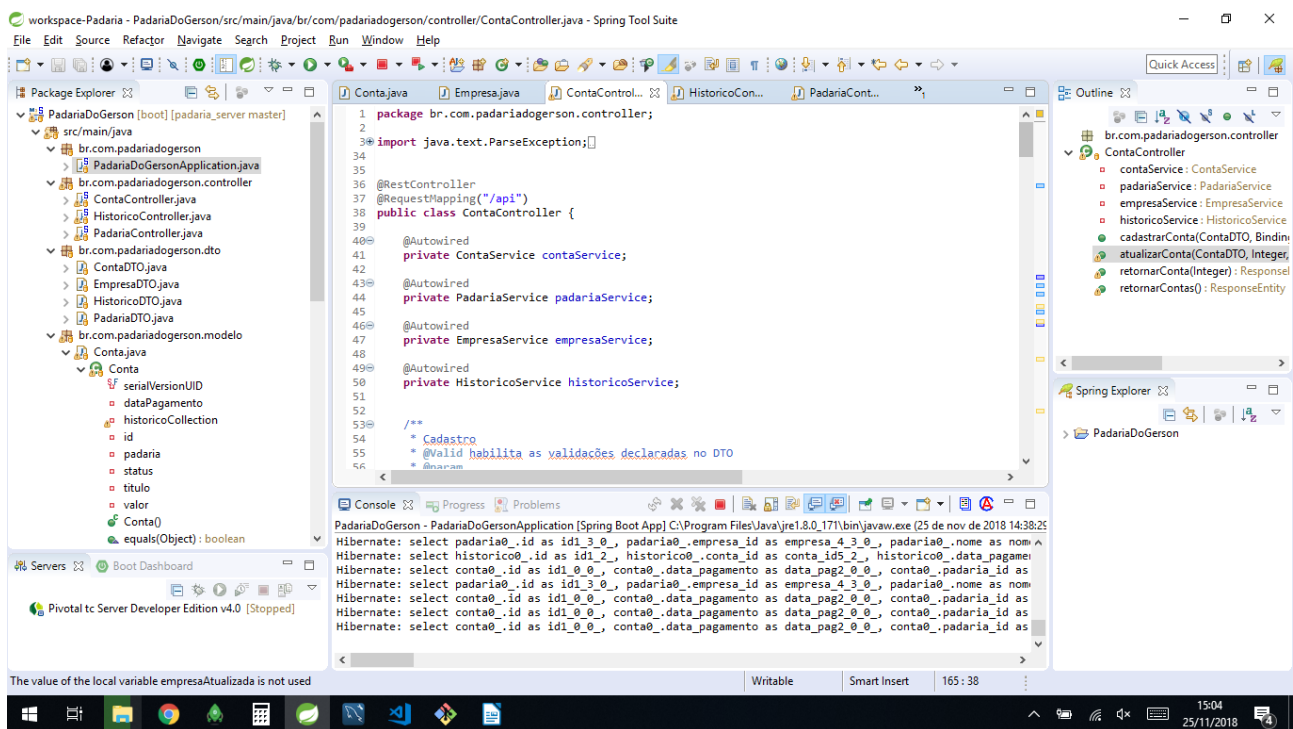 workspace-Padaria - PadariaDoGerson/src/main/java/br/com/padariadogerson/controller/ContaController.java - Spring Tool Suite
File Edit Source Refactor Navigate Search Project Run Window Help
Quick Access
Package Explorer
PadariaDoGerson [boot] [padaria_server master]
src/main/java
br.com.padariadogerson
PadariaDoGersonApplication.java
br.com.padariadogerson.controller
ContaController.java
HistoricoController.java
PadariaController.java
br.com.padariadogerson.dto
ContaDTO.java
EmpresaDTO.java
HistoricoDTO.java
PadariaDTO.java
br.com.padariadogerson.modelo
Conta.java
Conta
serialVersionUID
dataPagamento
historicoCollection
id
padaria
status
titulo
valor
Conta()
equals(Object) : boolean
Servers Boot Dashboard
Pivotal tc Server Developer Edition v4.0 [Stopped]
Conta.java Empresa.java ContaControl... HistoricoCon... PadariaCont... »1
1 package br.com.padariadogerson.controller;
2
3 import java.text.ParseException;
34
35
36 @RestController
37 @RequestMapping("/api")
38 public class ContaController {
39
40 @Autowired
41 private ContaService contaService;
42
43 @Autowired
44 private PadariaService padariaService;
45
46 @Autowired
47 private EmpresaService empresaService;
48
49 @Autowired
50 private HistoricoService historicoService;
51
52
53 /**
54 * Cadastro
55 * @Valid habilita as validações declaradas no DTO
56 * @param
Console Progress Problems
PadariaDoGerson - PadariaDoGersonApplication [Spring Boot App] C:\Program Files\Java\jre1.8.0_171\bin\javaw.exe (25 de nov de 2018 14:38:29
Hibernate: select padaria0_.id as id1_3_0_, padaria0_.empresa_id as empresa_4_3_0_, padaria0_.nome as nom
Hibernate: select historico0_.id as id1_2_, historico0_.conta_id as conta_id5_2_, historico0_.data_pagame
Hibernate: select conta0_.id as id1_0_0_, conta0_.data_pagamento as data_pag2_0_0_, conta0_.padaria_id as
Hibernate: select padaria0_.id as id1_3_0_, padaria0_.empresa_id as empresa_4_3_0_, padaria0_.nome as nom
Hibernate: select conta0_.id as id1_0_0_, conta0_.data_pagamento as data_pag2_0_0_, conta0_.padaria_id as
Hibernate: select conta0_.id as id1_0_0_, conta0_.data_pagamento as data_pag2_0_0_, conta0_.padaria_id as
Hibernate: select conta0_.id as id1_0_0_, conta0_.data_pagamento as data_pag2_0_0_, conta0_.padaria_id as
Outline
br.com.padariadogerson.controller
ContaController
contaService : ContaService
padariaService : PadariaService
empresaService : EmpresaService
historicoService : HistoricoService
cadastrarConta(ContaDTO, Bindin
atualizarConta(ContaDTO, Integer,
retornarConta(Integer) : Response
retornarContas() : ResponseEntity
Spring Explorer
PadariaDoGerson
The value of the local variable empresaAtualizada is not used
Writable Smart Insert 165 : 38
15:04
25/11/2018
4